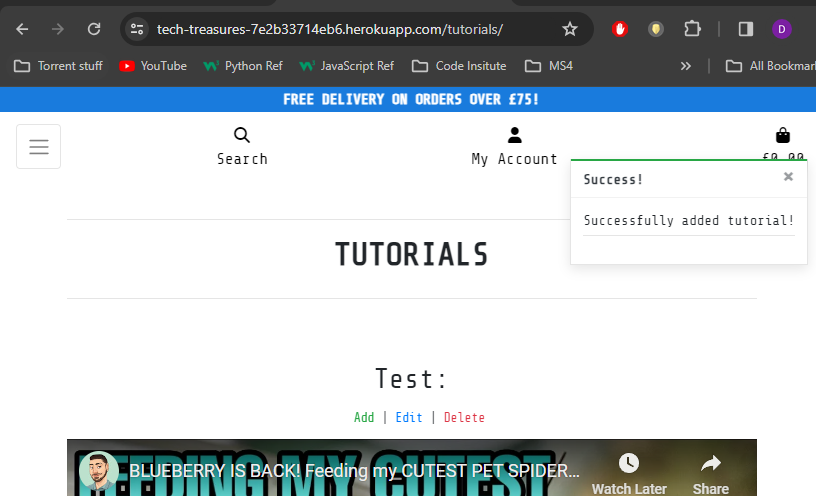 tech-treasures-7e2b33714eb6.herokuapp.com/tutorials/
D
Torrent stuff
YouTube
Python Ref
JavaScript Ref
Code Insitute
MS4
»
All Bookmar
FREE DELIVERY ON ORDERS OVER £75!
Search
My Account
£0.00
Success!
×
Successfully added tutorial!
TUTORIALS
Test:
Add | Edit | Delete
BLUEBERRY IS BACK! Feeding my CUTEST PET SPIDER...
Watch Later
Share
FEEDING MY CUTEST